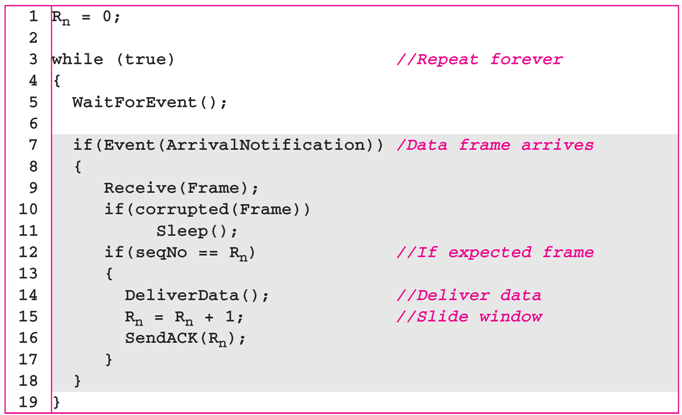 1 Rn = 0;
2
3 while (true) //Repeat forever
4 {
5 WaitForEvent();
6
7 if(Event(ArrivalNotification)) /Data frame arrives
8 {
9 Receive(Frame);
10 if(corrupted(Frame))
11 Sleep();
12 if(seqNo == Rn) //If expected frame
13 {
14 DeliverData(); //Deliver data
15 Rn = Rn + 1; //Slide window
16 SendACK(Rn);
17 }
18 }
19 }